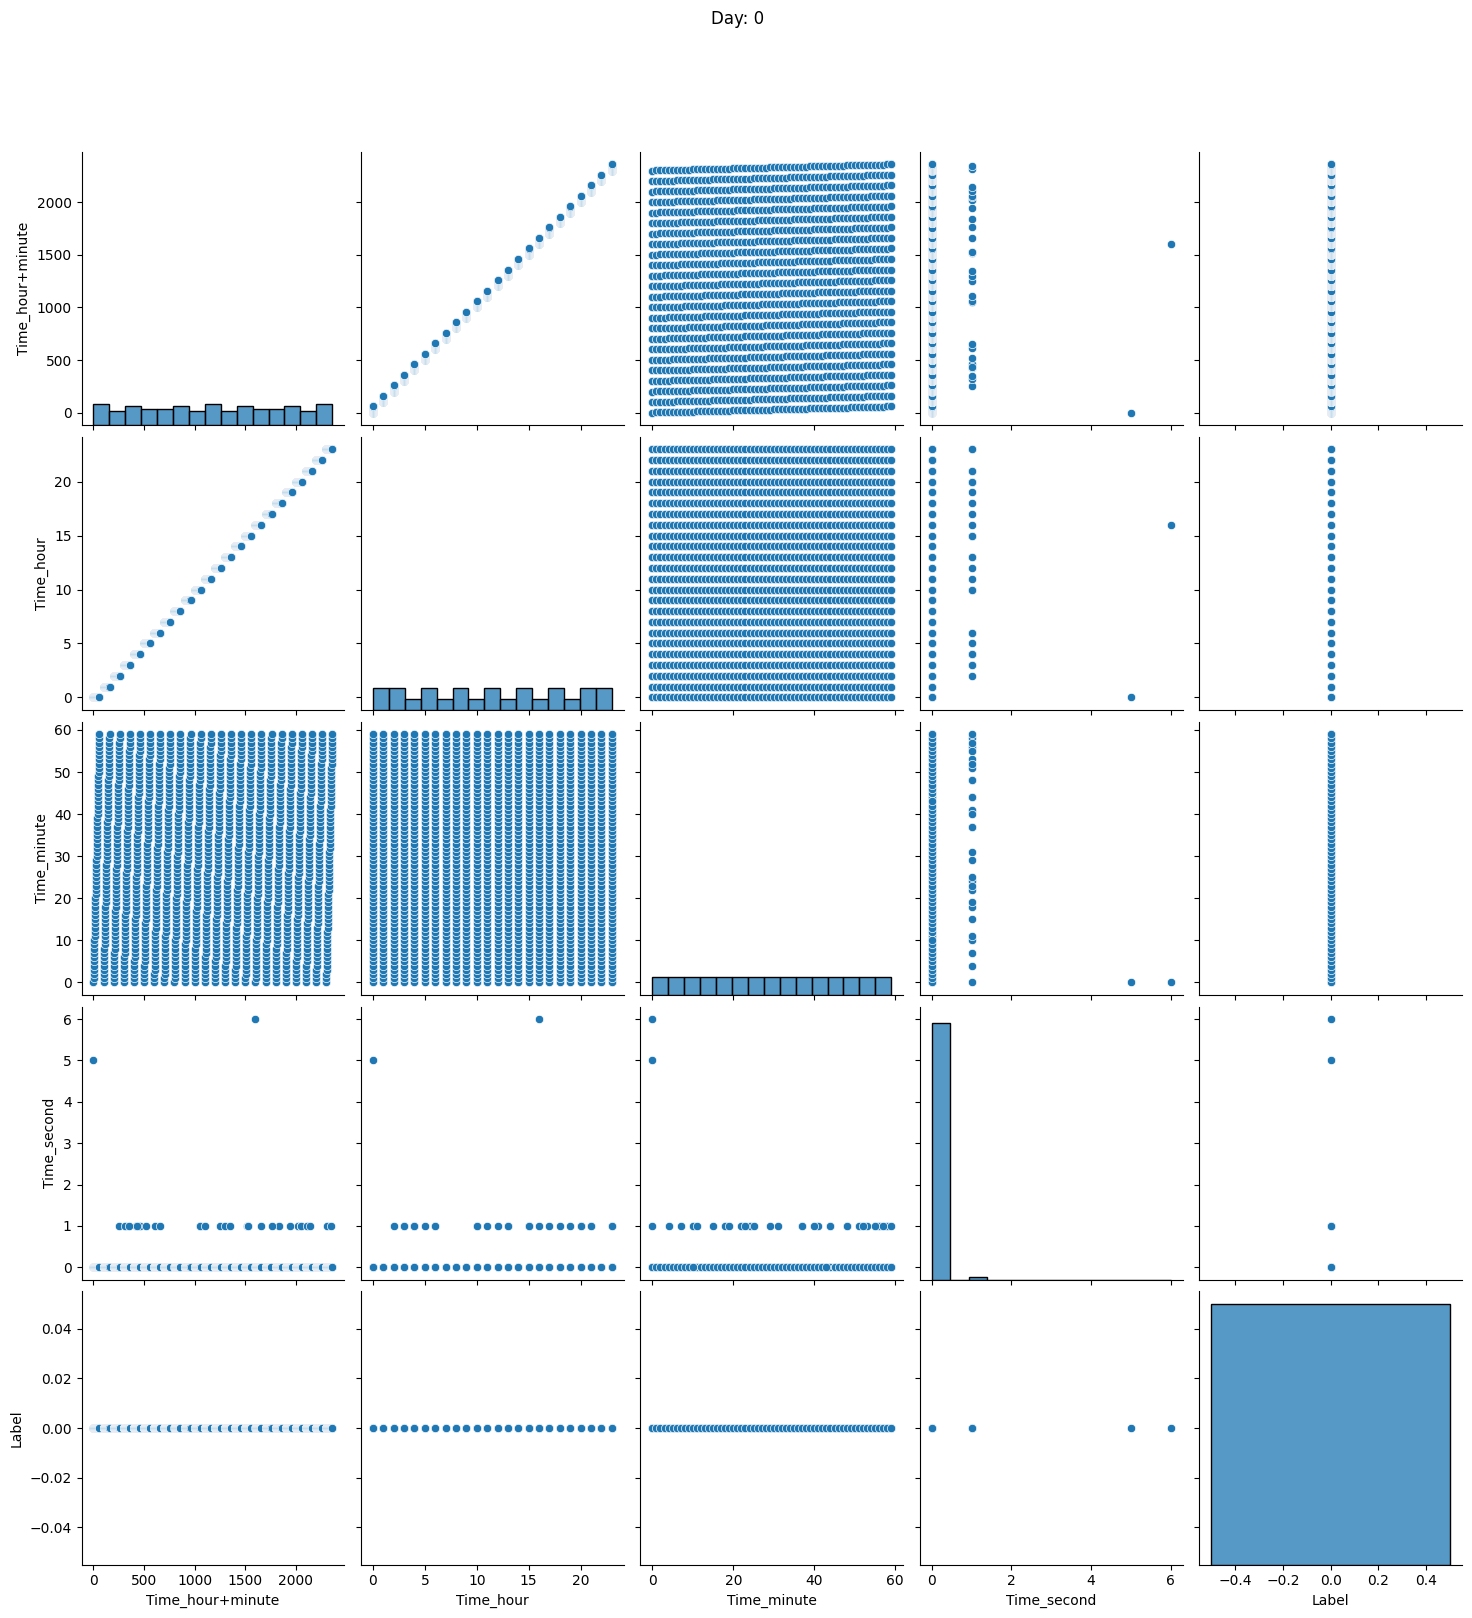 Day: 0
2000
1500
1000
500
0
Time_hour+minute
20
15
10
5
0
Time_hour
60
50
40
30
20
10
0
Time_minute
6
5
4
3
2
1
0
Time_second
0.04
0.02
0.00
−0.02
−0.04
Label
0 500 1000 1500 2000
0 5 10 15 20
0 20 40 60
0 2 4 6
−0.4 −0.2 0.0 0.2 0.4
Time_hour+minute
Time_hour
Time_minute
Time_second
Label